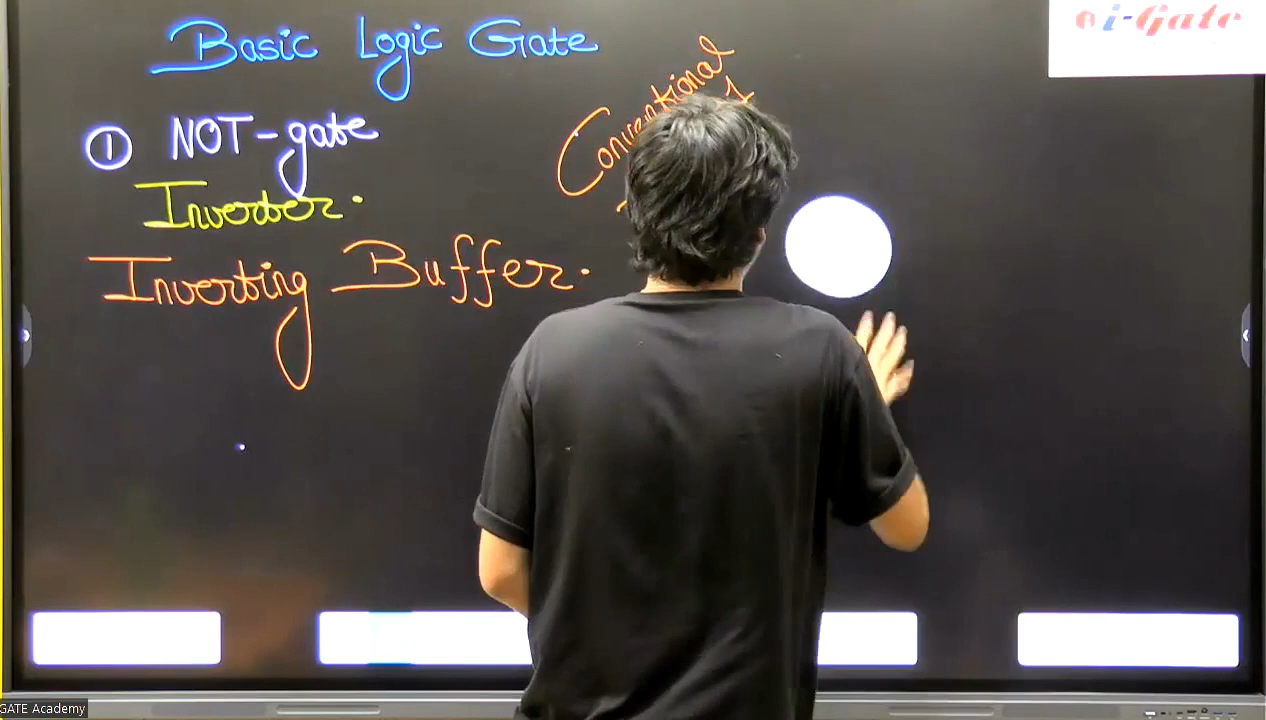 i-Gate
Basic Logic Gate
① NOT-gate
Inverter.
Inverting Buffer.
Conventional
GATE Academy